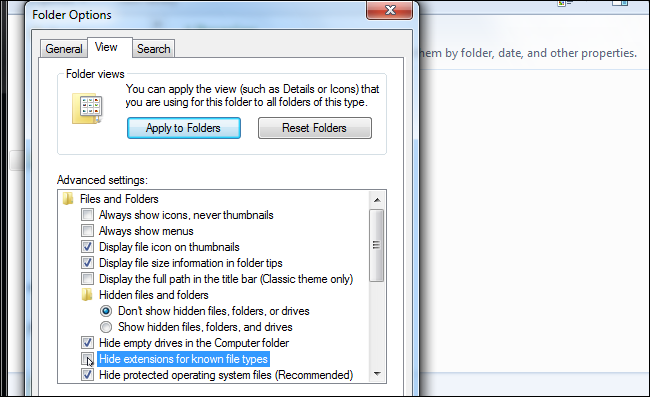 Folder Options
General
View
Search
Folder views
You can apply the view (such as Details or Icons) that
you are using for this folder to all folders of this type.
Apply to Folders
Reset Folders
Advanced settings:
Files and Folders
Always show icons, never thumbnails
Always show menus
Display file icon on thumbnails
Display file size information in folder tips
Display the full path in the title bar (Classic theme only)
Hidden files and folders
Don't show hidden files, folders, or drives
Show hidden files, folders, and drives
Hide empty drives in the Computer folder
Hide extensions for known file types
Hide protected operating system files (Recommended)
by folder, date, and other properties.